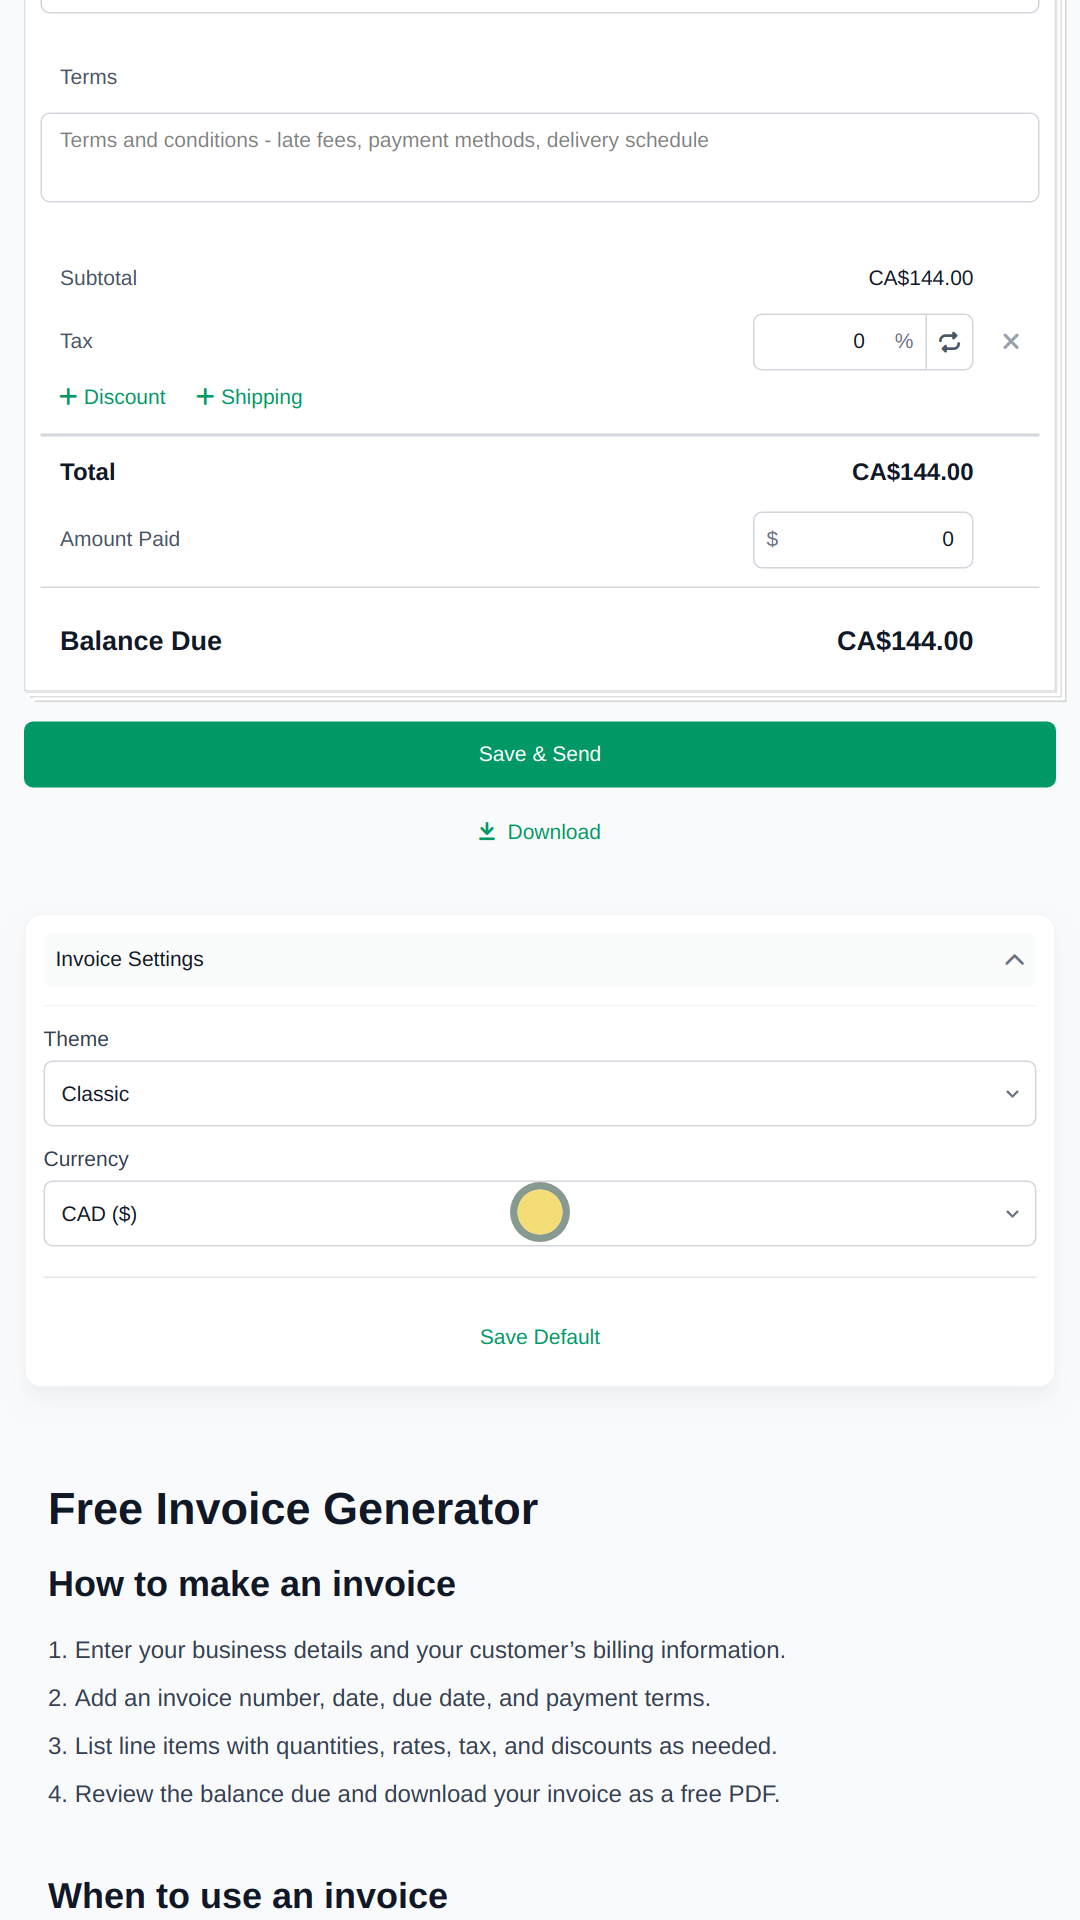 Terms
Terms and conditions - late fees, payment methods, delivery schedule
Subtotal CA$144.00
Tax 0 %
Discount Shipping
Total CA$144.00
Amount Paid $ 0
Balance Due CA$144.00
Save & Send
Download
Invoice Settings
Theme
Classic
Currency
CAD ($)
Save Default
Free Invoice Generator
How to make an invoice
1. Enter your business details and your customer’s billing information.
2. Add an invoice number, date, due date, and payment terms.
3. List line items with quantities, rates, tax, and discounts as needed.
4. Review the balance due and download your invoice as a free PDF.
When to use an invoice